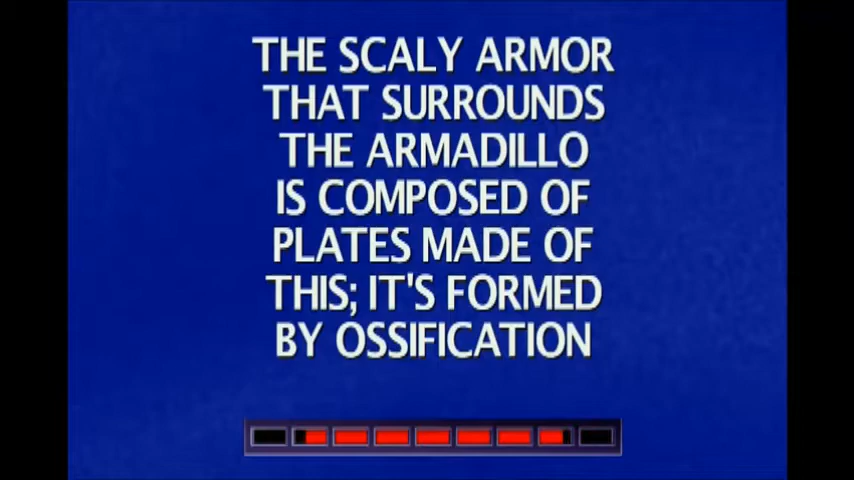 THE SCALY ARMOR
THAT SURROUNDS
THE ARMADILLO
IS COMPOSED OF
PLATES MADE OF
THIS; IT'S FORMED
BY OSSIFICATION